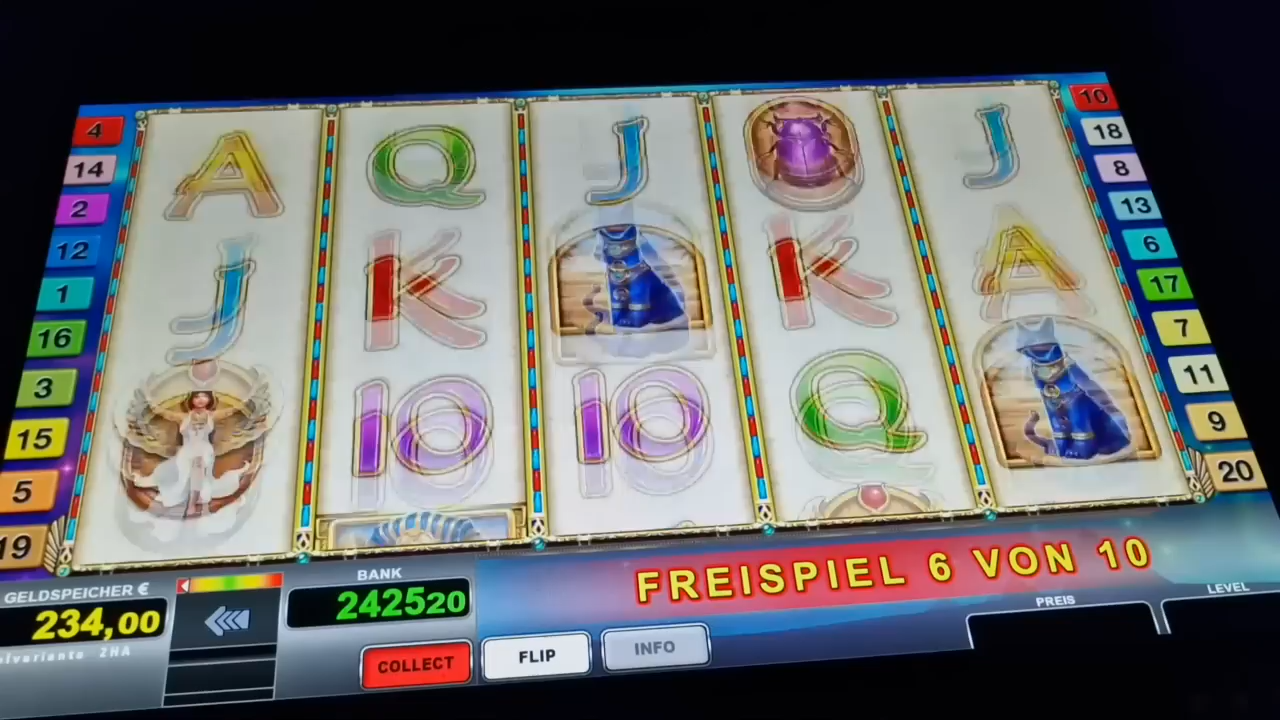 4 10
14 18
2 8
12 13
1 6
16 17
3 7
15 11
5 9
19 20
A Q J J
J K K A
10 10 Q
FREISPIEL 6 VON 10
GELDSPEICHER € BANK PREIS LEVEL
234,00 242520
2HA
COLLECT FLIP INFO